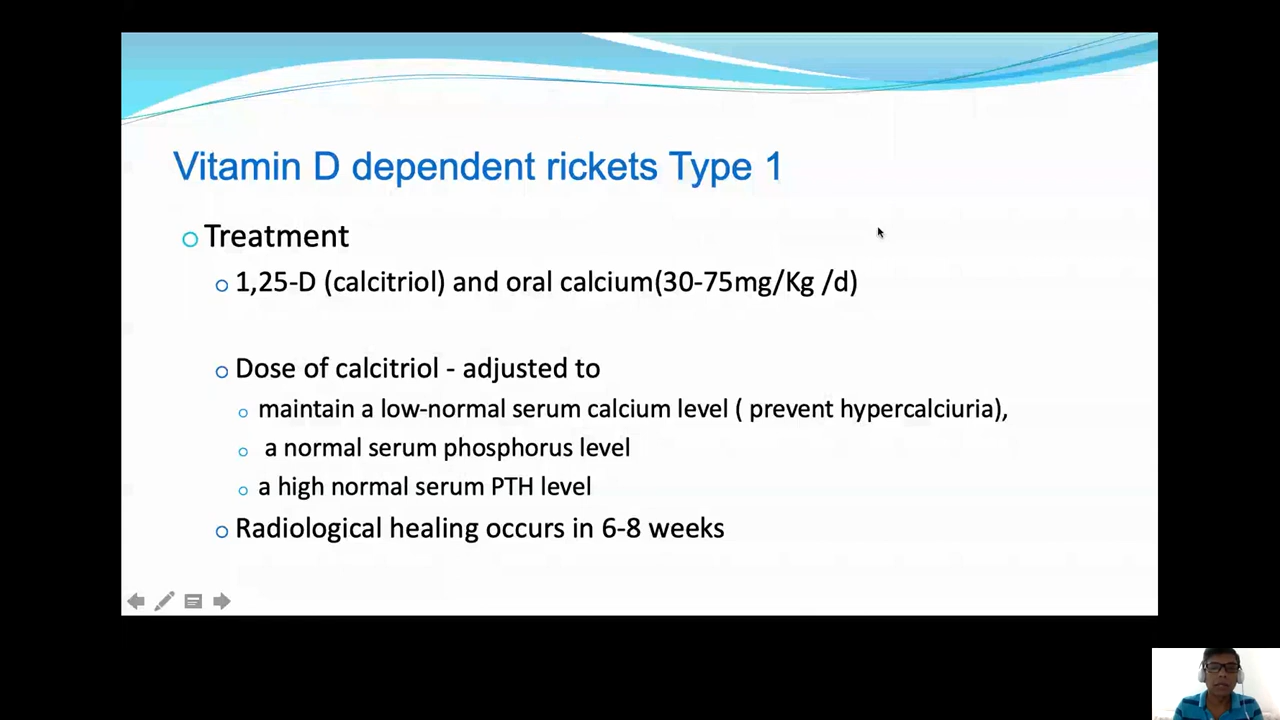 Vitamin D dependent rickets Type 1
Treatment
1,25-D (calcitriol) and oral calcium(30-75mg/Kg /d)
Dose of calcitriol - adjusted to
maintain a low-normal serum calcium level ( prevent hypercalciuria),
a normal serum phosphorus level
a high normal serum PTH level
Radiological healing occurs in 6-8 weeks